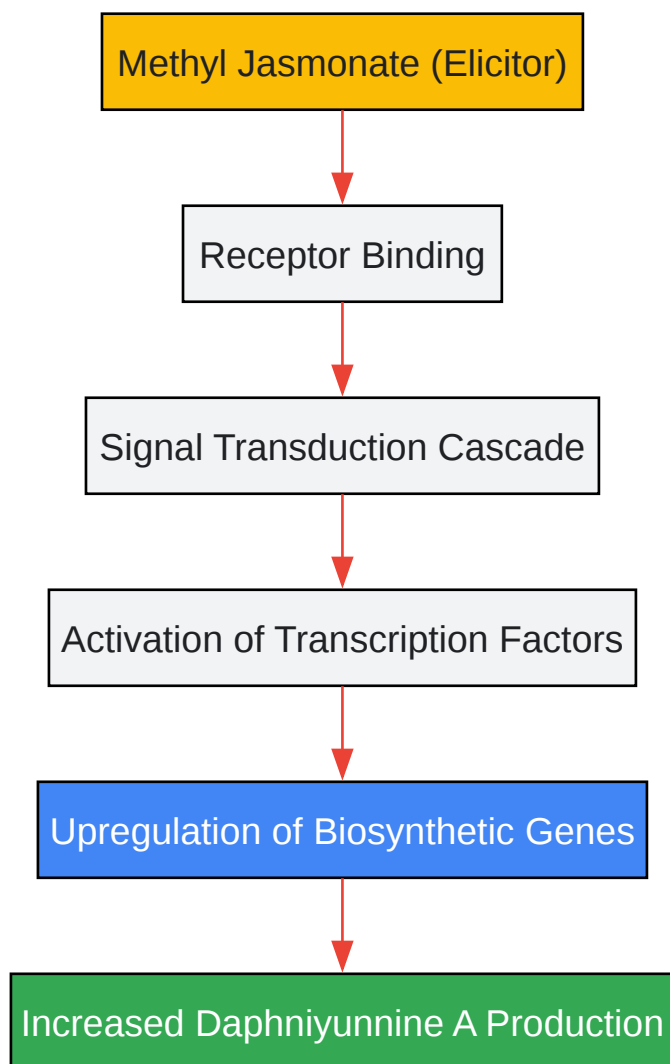 Methyl Jasmonate (Elicitor)
Receptor Binding
Signal Transduction Cascade
Activation of Transcription Factors
Upregulation of Biosynthetic Genes
Increased Daphniyunnine A Production